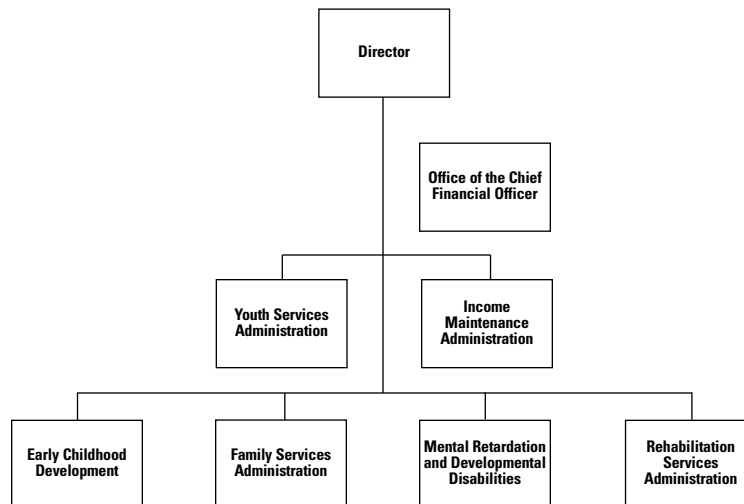 Director
Office of the Chief
Financial Officer
Youth Services
Administration
Income
Maintenance
Administration
Early Childhood
Development
Family Services
Administration
Mental Retardation
and Developmental
Disabilities
Rehabilitation
Services
Administration